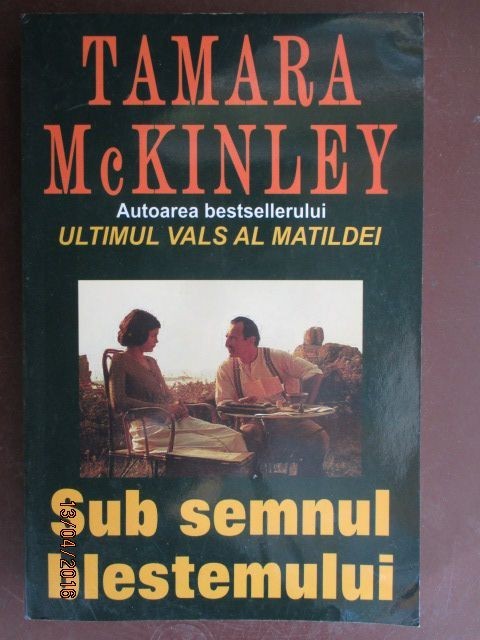 TAMARA
McKINLEY
Autoarea bestsellerului
ULTIMUL VALS AL MATILDEI
Sub semnul
blestemului
13/04/2016